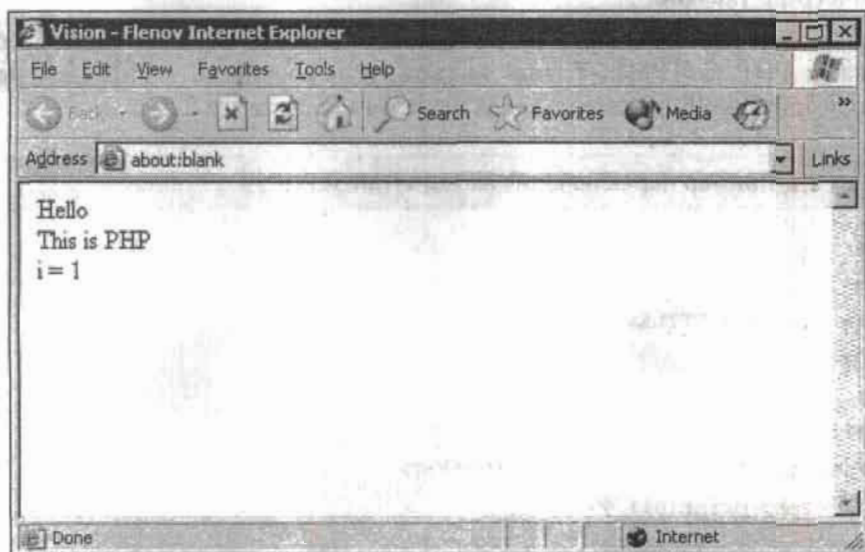 Vision - Flenov Internet Explorer
File Edit View Favorites Tools Help
Back Search Favorites Media »
Address about:blank Links
Hello
This is PHP
i = 1
Done Internet